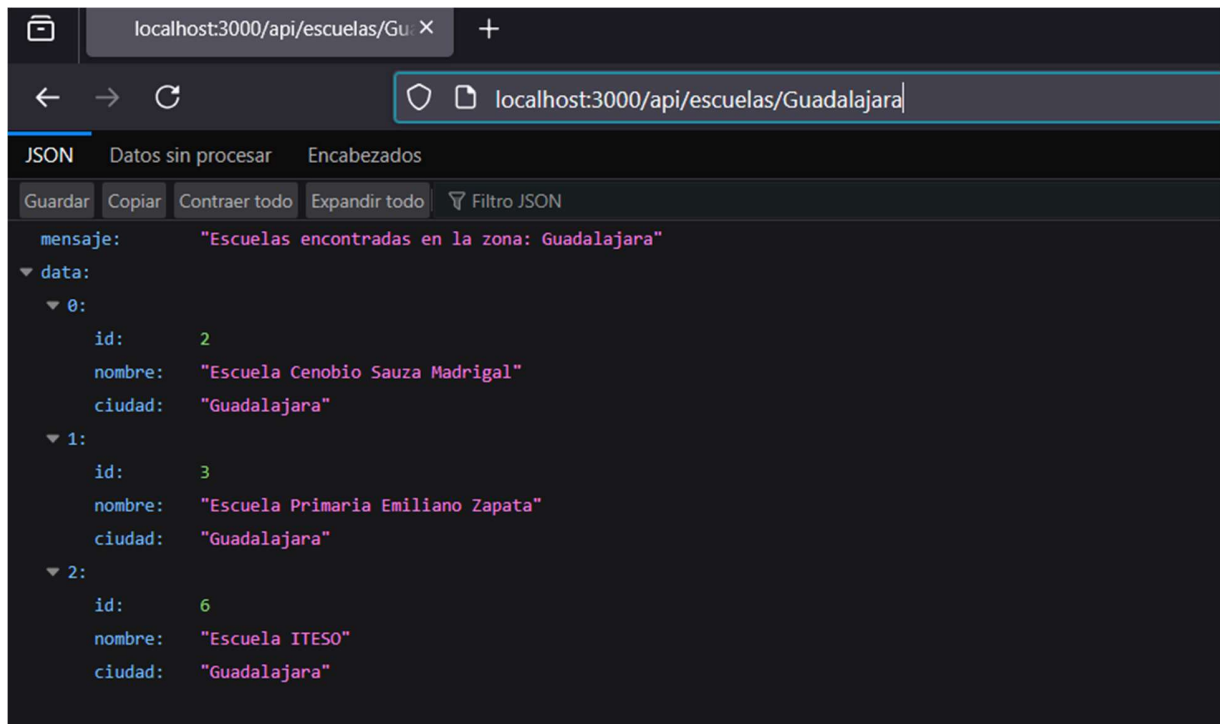 localhost:3000/api/escuelas/Gua
localhost:3000/api/escuelas/Guadalajara
JSON Datos sin procesar Encabezados
Guardar Copiar Contraer todo Expandir todo Filtro JSON
mensaje: "Escuelas encontradas en la zona: Guadalajara"
data:
0:
id: 2
nombre: "Escuela Cenobio Sauza Madrigal"
ciudad: "Guadalajara"
1:
id: 3
nombre: "Escuela Primaria Emiliano Zapata"
ciudad: "Guadalajara"
2:
id: 6
nombre: "Escuela ITESO"
ciudad: "Guadalajara"